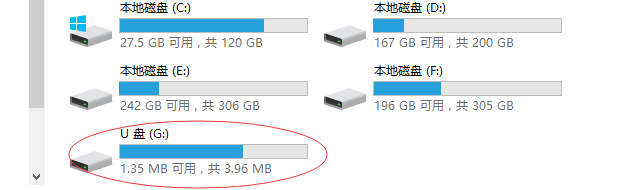 本地磁盘 (C:)
27.5 GB 可用，共 120 GB
本地磁盘 (D:)
167 GB 可用，共 200 GB
本地磁盘 (E:)
242 GB 可用，共 306 GB
本地磁盘 (F:)
196 GB 可用，共 305 GB
U 盘 (G:)
1.35 MB 可用，共 3.96 MB